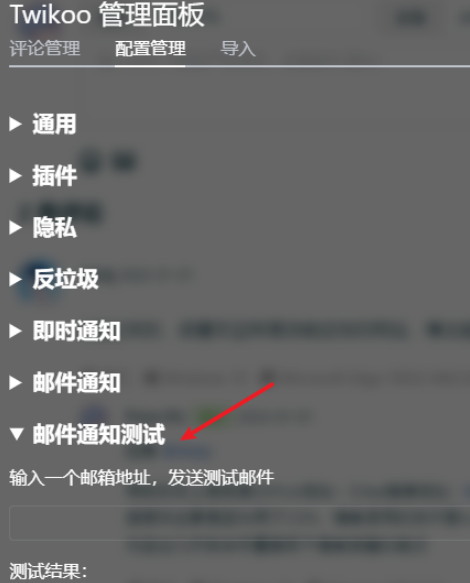 Twikoo 管理面板
评论管理 配置管理 导入
通用
插件
隐私
反垃圾
即时通知
邮件通知
邮件通知测试
输入一个邮箱地址，发送测试邮件
测试结果：